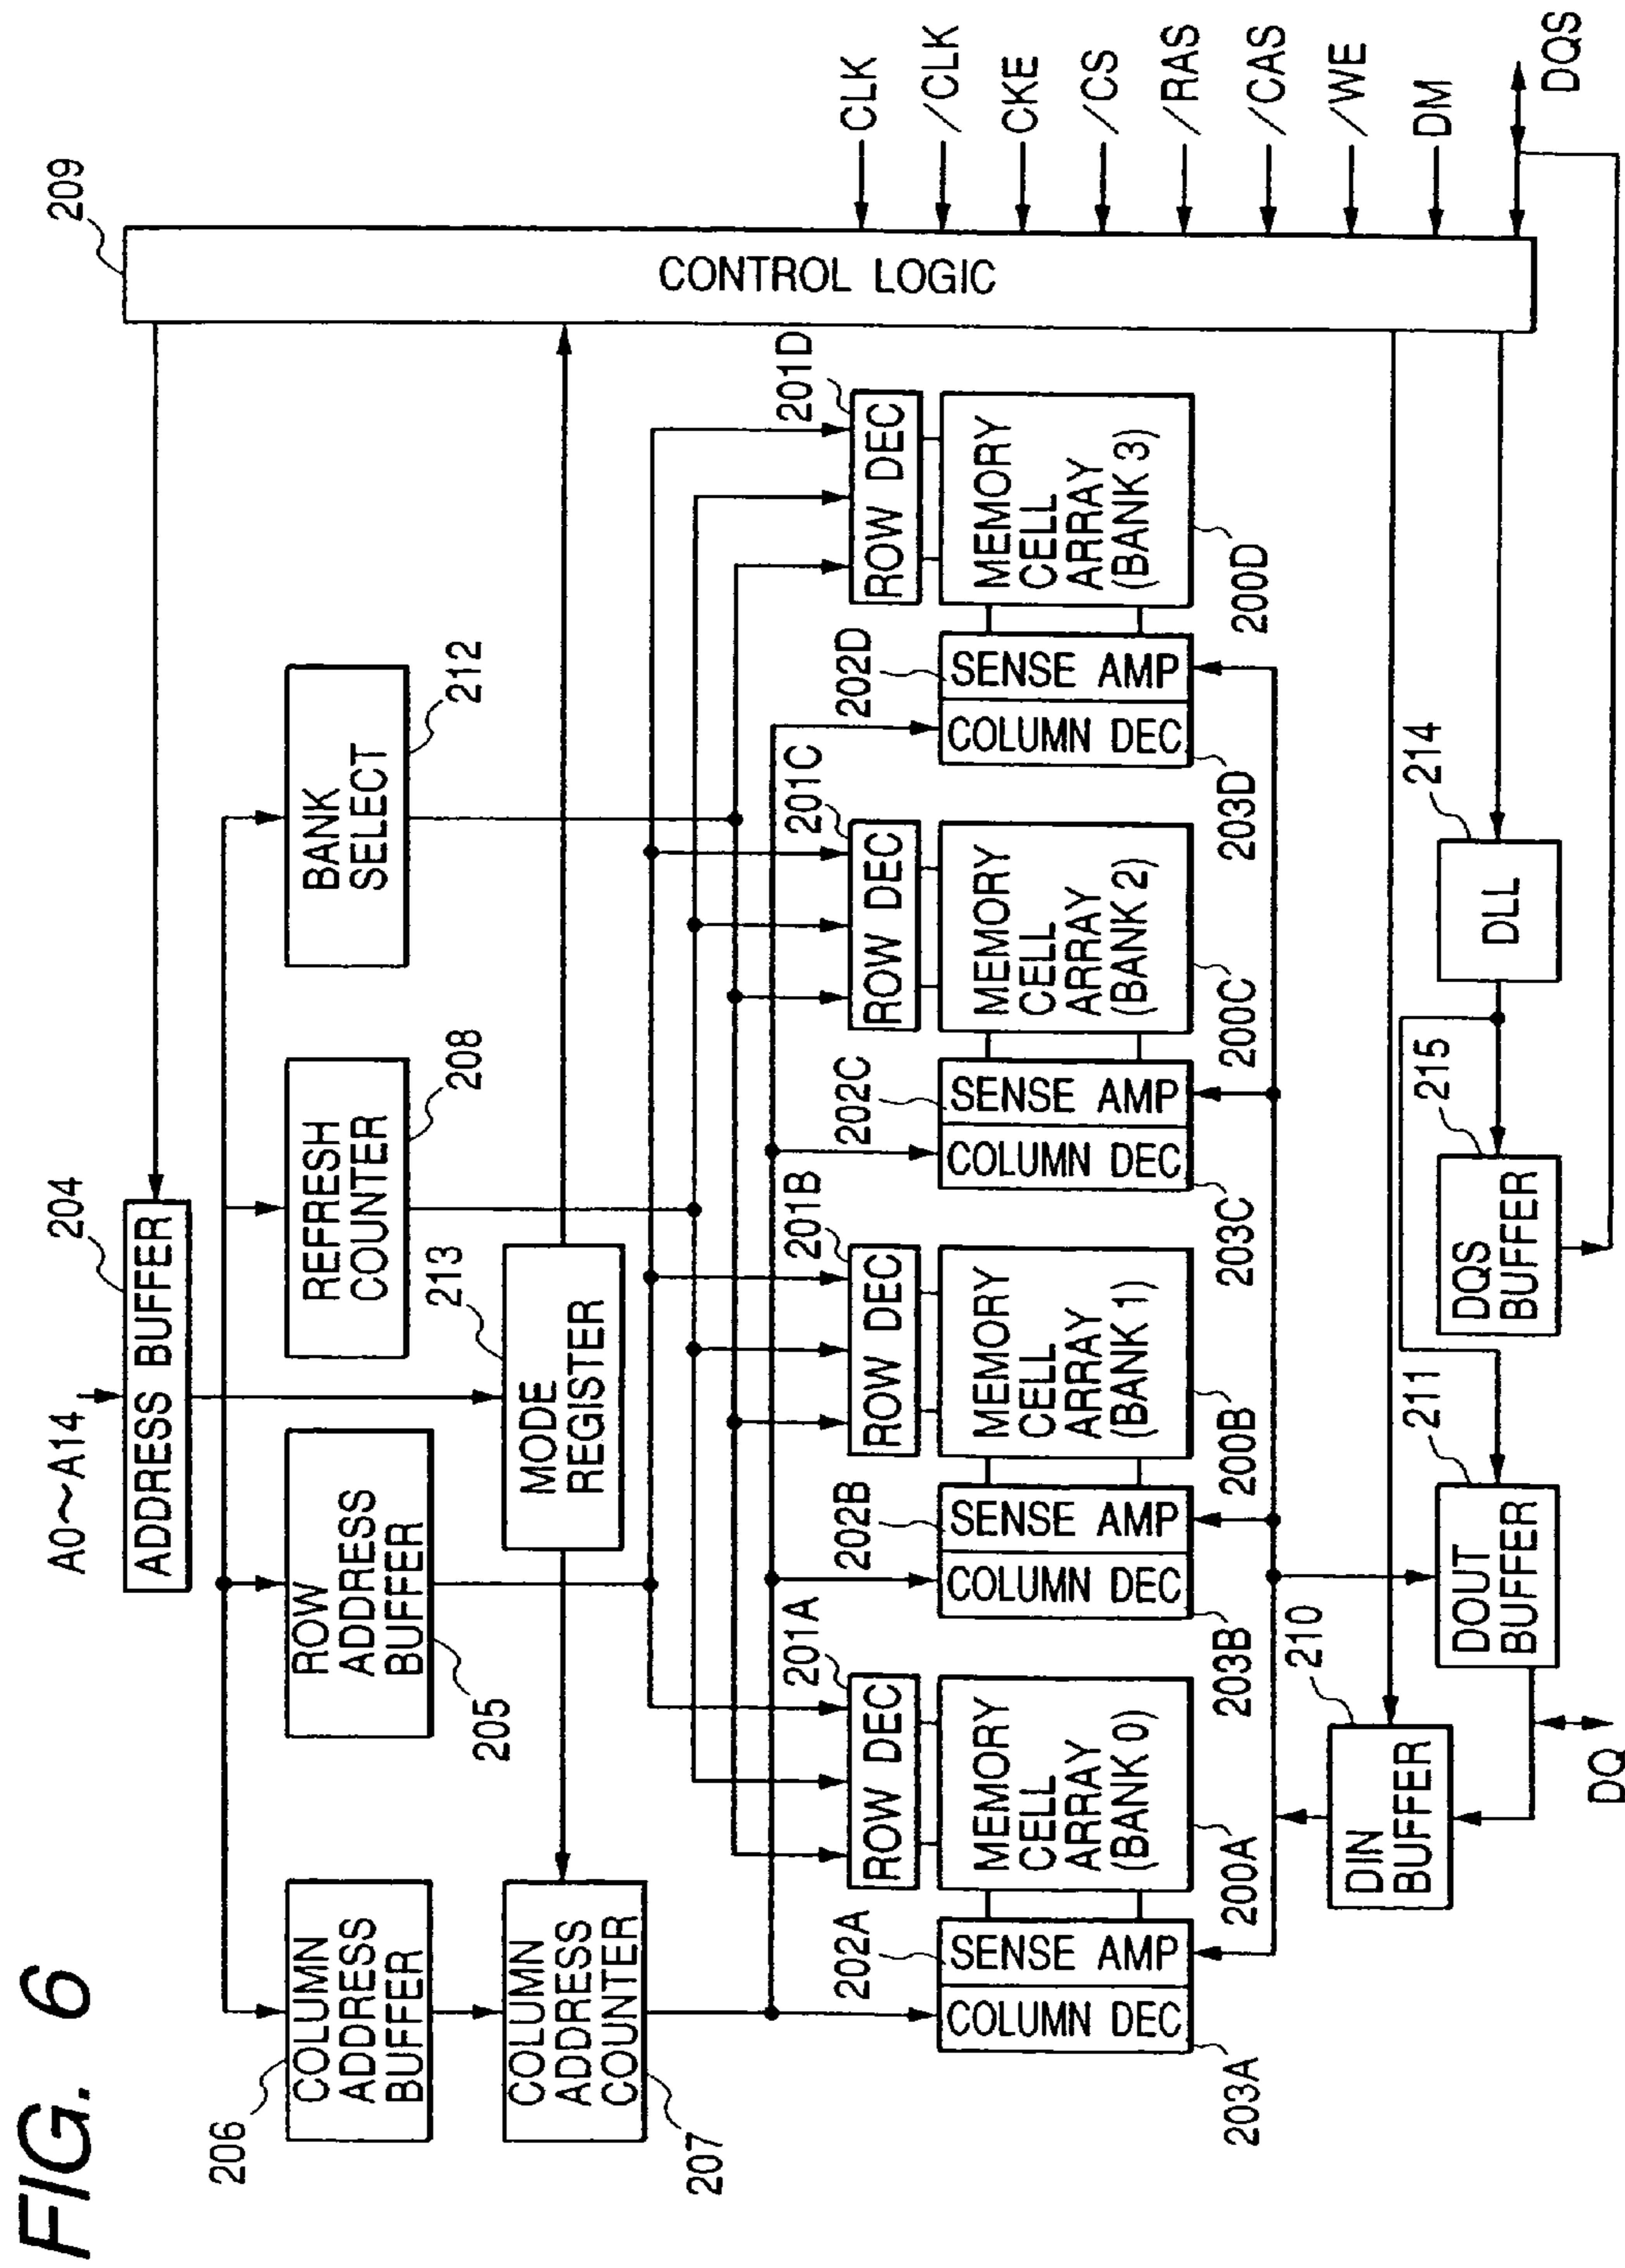 FIG. 6
A0~A14
204
ADDRESS BUFFER
209
CONTROL LOGIC
206
COLUMN
ADDRESS
BUFFER
ROW
ADDRESS
BUFFER
205
REFRESH
COUNTER
208
BANK
SELECT
212
207
COLUMN
ADDRESS
COUNTER
213
MODE
REGISTER
201A
ROW DEC
201B
ROW DEC
201C
ROW DEC
201D
ROW DEC
202A
SENSE AMP
COLUMN DEC
203A
MEMORY
CELL
ARRAY
(BANK 0)
200A
202B
SENSE AMP
COLUMN DEC
203B
MEMORY
CELL
ARRAY
(BANK 1)
200B
202C
SENSE AMP
COLUMN DEC
203C
MEMORY
CELL
ARRAY
(BANK 2)
200C
202D
SENSE AMP
COLUMN DEC
203D
MEMORY
CELL
ARRAY
(BANK 3)
200D
CLK
/CLK
CKE
/CS
/RAS
/CAS
/WE
DM
DQS
210
DIN
BUFFER
211
DOUT
BUFFER
215
DQS
BUFFER
214
DLL
DQ